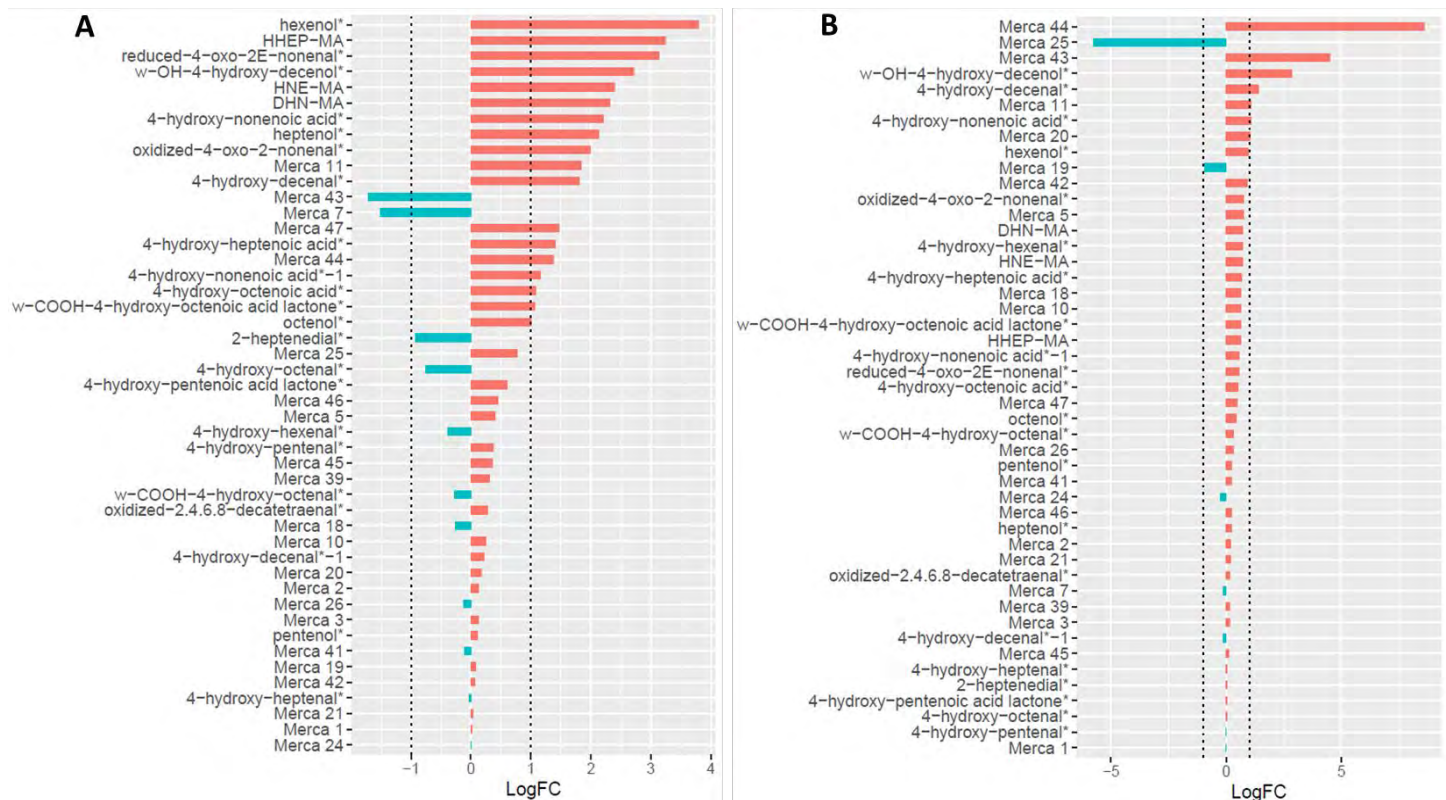 A
hexenol*
HHEP-MA
reduced-4-oxo-2E-nonenal*
w-OH-4-hydroxy-decenol*
HNE-MA
DHN-MA
4-hydroxy-nonenoic acid*
heptenol*
oxidized-4-oxo-2-nonenal*
Merca 11
4-hydroxy-decenal*
Merca 43
Merca 7
Merca 47
4-hydroxy-heptenoic acid*
Merca 44
4-hydroxy-nonenoic acid*-1
4-hydroxy-octenoic acid*
w-COOH-4-hydroxy-octenoic acid lactone*
octenol*
2-heptenedial*
Merca 25
4-hydroxy-octenal*
4-hydroxy-pentenoic acid lactone*
Merca 46
Merca 5
4-hydroxy-hexenal*
4-hydroxy-pentenal*
Merca 45
Merca 39
w-COOH-4-hydroxy-octenal*
oxidized-2.4.6.8-decatetraenal*
Merca 18
Merca 10
4-hydroxy-decenal*-1
Merca 20
Merca 2
Merca 26
Merca 3
pentenol*
Merca 41
Merca 19
Merca 42
4-hydroxy-heptenal*
Merca 21
Merca 1
Merca 24
-1 0 1 2 3 4
LogFC
B
Merca 44
Merca 25
Merca 43
w-OH-4-hydroxy-decenol*
4-hydroxy-decenal*
Merca 11
4-hydroxy-nonenoic acid*
Merca 20
hexenol*
Merca 19
Merca 42
oxidized-4-oxo-2-nonenal*
Merca 5
DHN-MA
4-hydroxy-hexenal*
HNE-MA
4-hydroxy-heptenoic acid*
Merca 18
Merca 10
w-COOH-4-hydroxy-octenoic acid lactone*
HHEP-MA
4-hydroxy-nonenoic acid*-1
reduced-4-oxo-2E-nonenal*
4-hydroxy-octenoic acid*
Merca 47
octenol*
w-COOH-4-hydroxy-octenal*
Merca 26
pentenol*
Merca 41
Merca 24
Merca 46
heptenol*
Merca 2
Merca 21
oxidized-2.4.6.8-decatetraenal*
Merca 7
Merca 39
Merca 3
4-hydroxy-decenal*-1
Merca 45
4-hydroxy-heptenal*
2-heptenedial*
4-hydroxy-pentenoic acid lactone*
4-hydroxy-octenal*
4-hydroxy-pentenal*
Merca 1
-5 0 5
LogFC